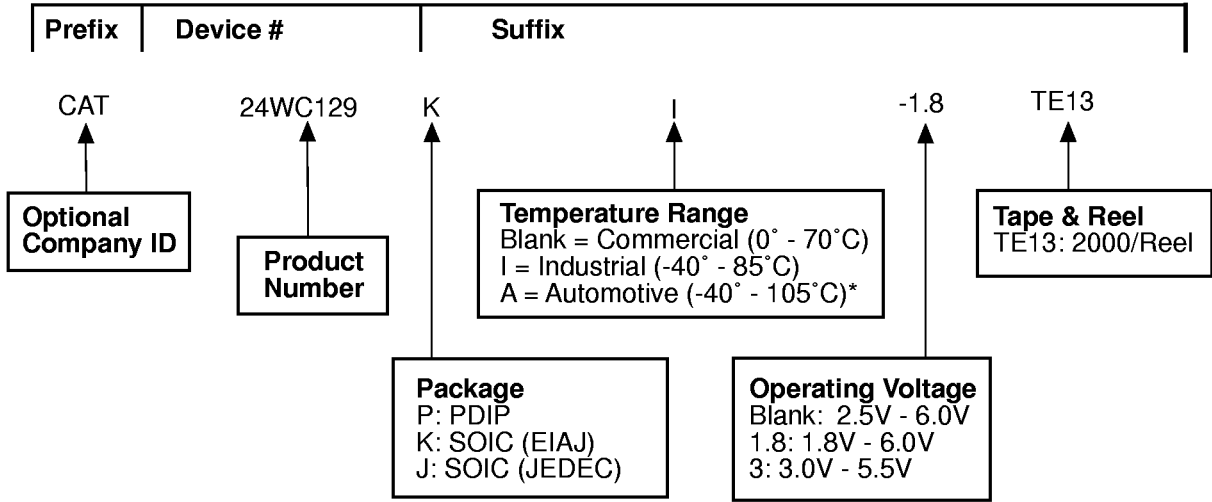 Prefix Device # Suffix
CAT 24WC129 K I -1.8 TE13
Optional
Company ID
Product
Number
Temperature Range
Blank = Commercial (0˚ - 70˚C)
I = Industrial (-40˚ - 85˚C)
A = Automotive (-40˚ - 105˚C)*
Tape & Reel
TE13: 2000/Reel
Package
P: PDIP
K: SOIC (EIAJ)
J: SOIC (JEDEC)
Operating Voltage
Blank: 2.5V - 6.0V
1.8: 1.8V - 6.0V
3: 3.0V - 5.5V